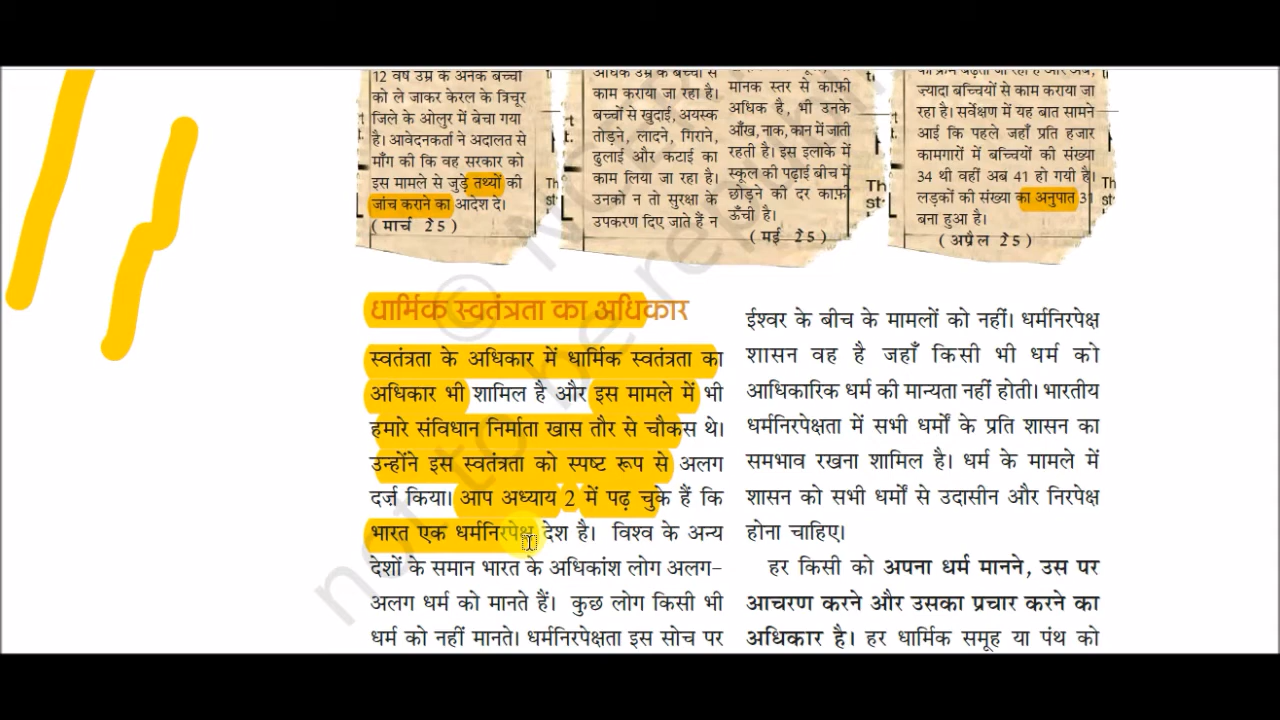 12 वर्ष उम्र के अनेक बच्चों
को ले जाकर केरल के त्रिचूर
जिले के ओलुर में बेचा गया
है। आवेदनकर्ता ने अदालत से
माँग की कि वह सरकार को
इस मामले से जुड़े तथ्यों की
जांच कराने का आदेश दे।
(मार्च 25)
अधिक उम्र के बच्चों से
काम कराया जा रहा है।
बच्चों से खुदाई, अयस्क
तोड़ने, लादने, गिराने,
ढुलाई और कटाई का
काम लिया जा रहा है।
उनको न तो सुरक्षा के
उपकरण दिए जाते हैं न
मानक स्तर से काफ़ी
अधिक है, भी उनके
आँख, नाक, कान में जाती
रहती है। इस इलाके में
स्कूल की पढ़ाई बीच में
छोड़ने की दर काफ़ी
ऊँची है।
(मई 25)
ज्यादा बच्चियों से काम कराया जा
रहा है। सर्वेक्षण में यह बात सामने
आई कि पहले जहाँ प्रति हजार
कामगारों में बच्चियों की संख्या
34 थी वहीं अब 41 हो गयी है।
लड़कों की संख्या का अनुपात 31
बना हुआ है।
(अप्रैल 25)
धार्मिक स्वतंत्रता का अधिकार
स्वतंत्रता के अधिकार में धार्मिक स्वतंत्रता का
अधिकार भी शामिल है और इस मामले में भी
हमारे संविधान निर्माता खास तौर से चौकस थे।
उन्होंने इस स्वतंत्रता को स्पष्ट रूप से अलग
दर्ज़ किया। आप अध्याय 2 में पढ़ चुके हैं कि
भारत एक धर्मनिरपेक्ष देश है। विश्व के अन्य
देशों के समान भारत के अधिकांश लोग अलग-
अलग धर्म को मानते हैं। कुछ लोग किसी भी
धर्म को नहीं मानते। धर्मनिरपेक्षता इस सोच पर
ईश्वर के बीच के मामलों को नहीं। धर्मनिरपेक्ष
शासन वह है जहाँ किसी भी धर्म को
आधिकारिक धर्म की मान्यता नहीं होती। भारतीय
धर्मनिरपेक्षता में सभी धर्मों के प्रति शासन का
समभाव रखना शामिल है। धर्म के मामले में
शासन को सभी धर्मों से उदासीन और निरपेक्ष
होना चाहिए।
हर किसी को अपना धर्म मानने, उस पर
आचरण करने और उसका प्रचार करने का
अधिकार है। हर धार्मिक समूह या पंथ को